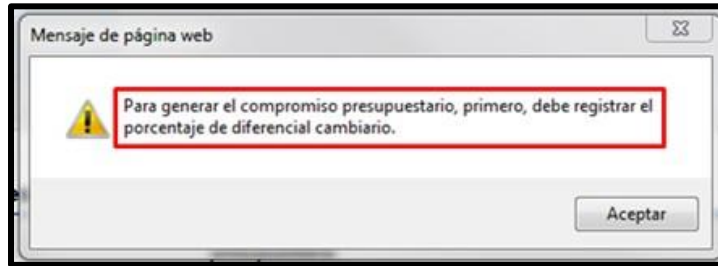 Mensaje de página web
Para generar el compromiso presupuestario, primero, debe registrar el
porcentaje de diferencial cambiario.
Aceptar